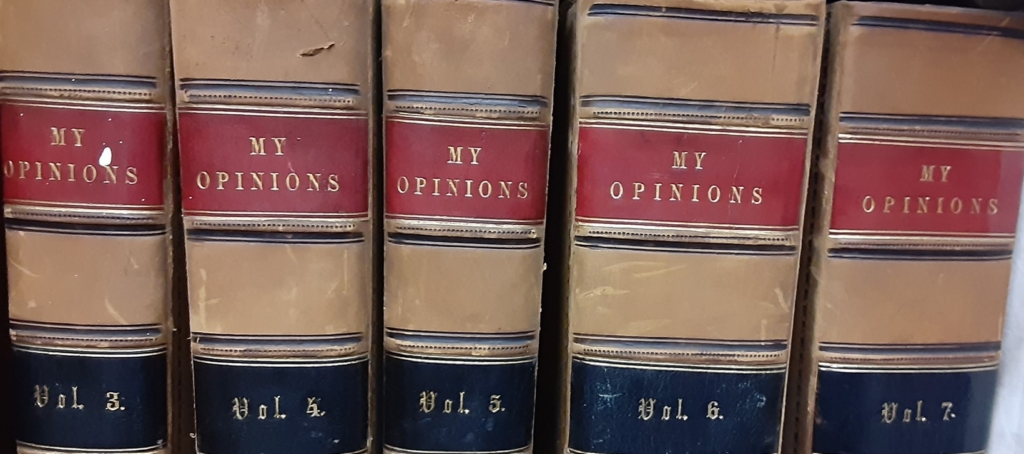 MY
OPINIONS
Vol. 3.
MY
OPINIONS
Vol. 4.
MY
OPINIONS
Vol. 5.
MY
OPINIONS
Vol. 6.
MY
OPINIONS
Vol. 7.